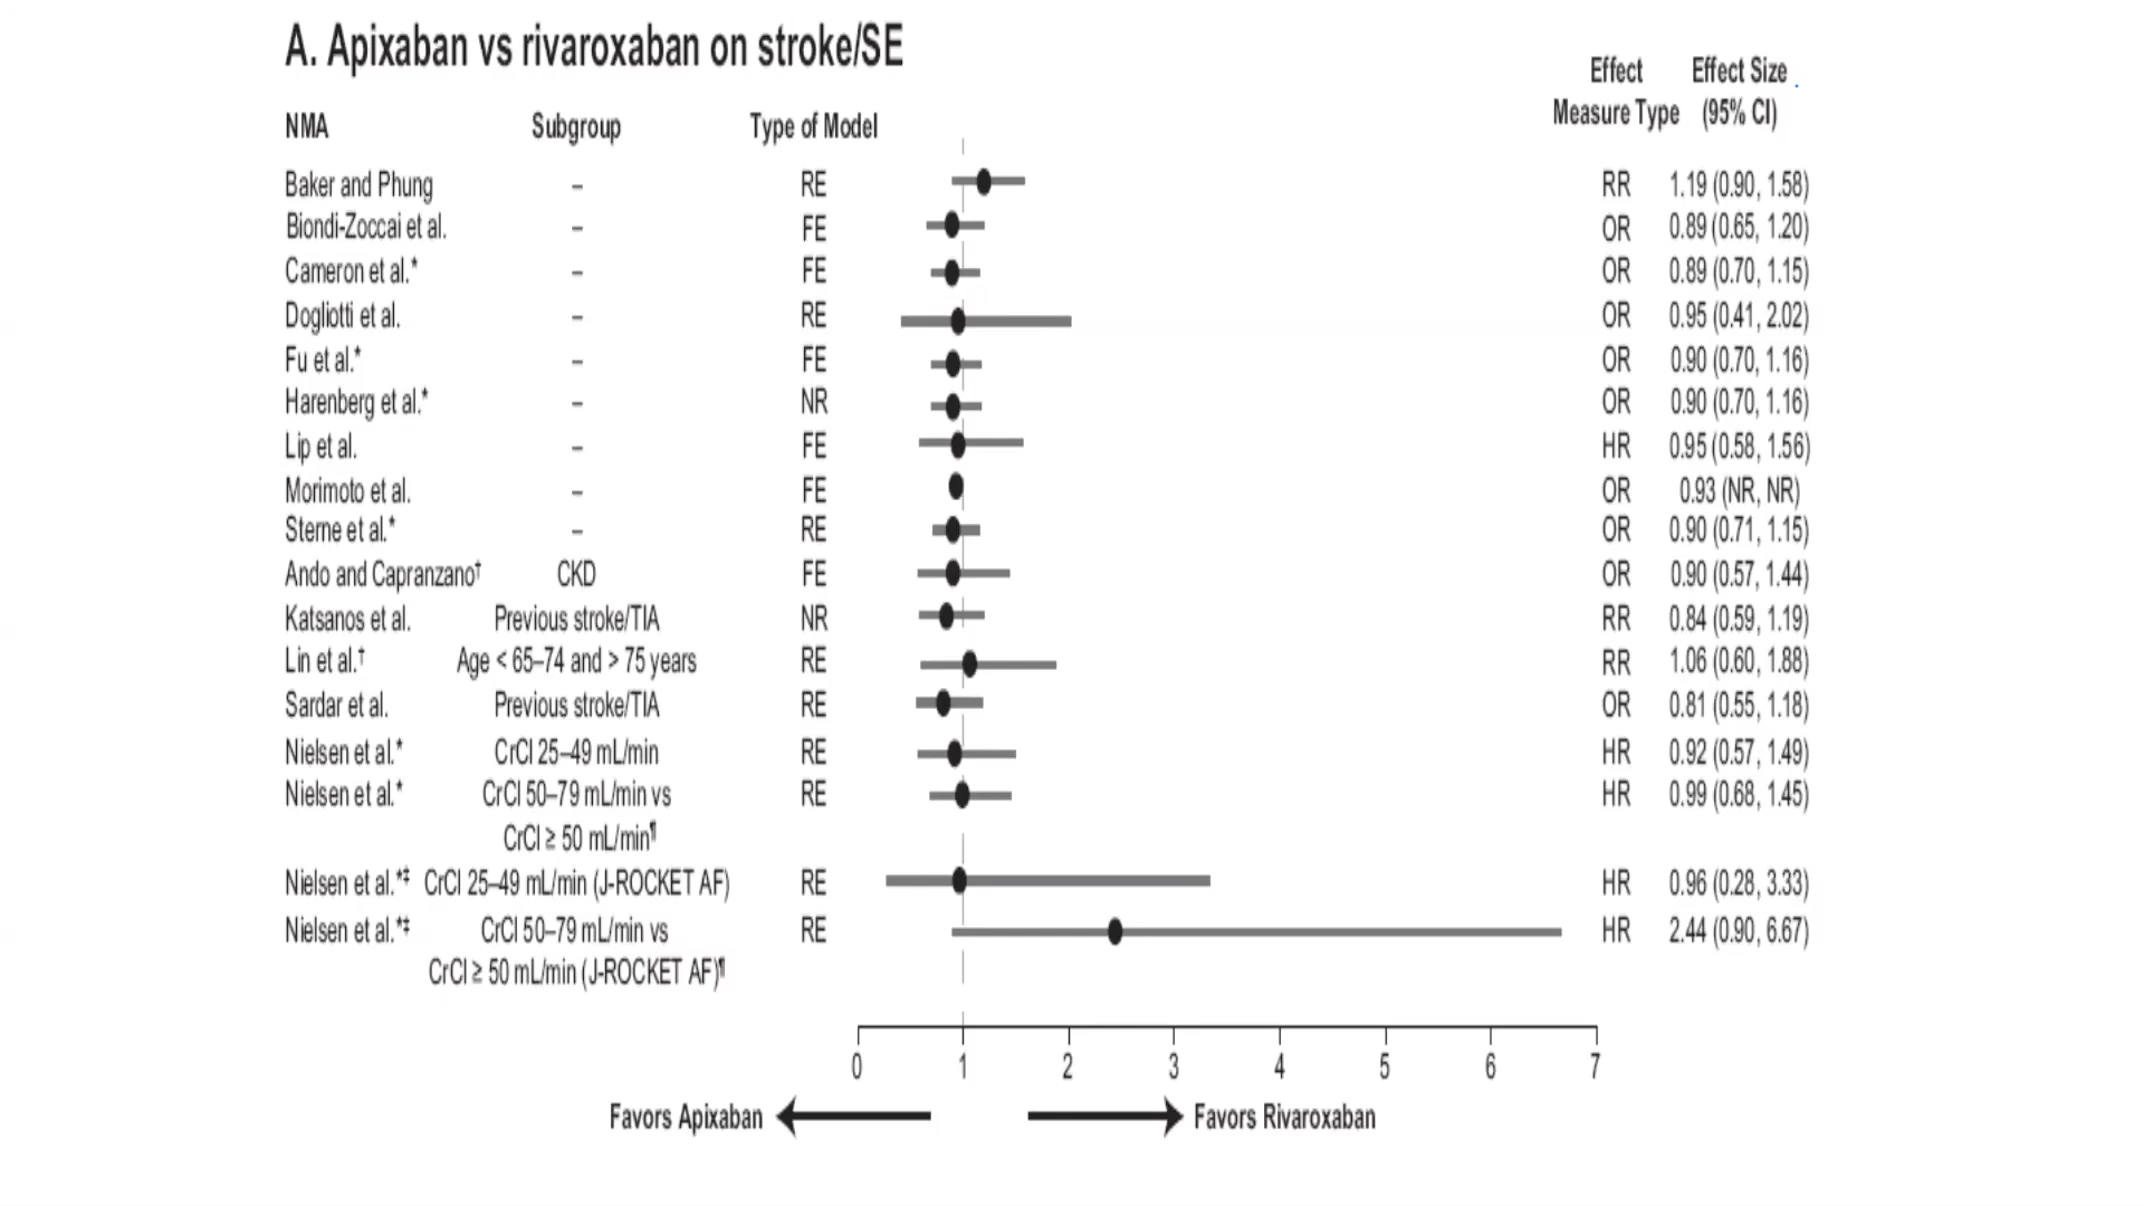 A. Apixaban vs rivaroxaban on stroke/SE
Effect Effect Size
Measure Type (95% CI)
NMA Subgroup Type of Model
Baker and Phung – RE RR 1.19 (0.90, 1.58)
Biondi-Zoccai et al. – FE OR 0.89 (0.65, 1.20)
Cameron et al.* – FE OR 0.89 (0.70, 1.15)
Dogliotti et al. – RE OR 0.95 (0.41, 2.02)
Fu et al.* – FE OR 0.90 (0.70, 1.16)
Harenberg et al.* – NR OR 0.90 (0.70, 1.16)
Lip et al. – FE HR 0.95 (0.58, 1.56)
Morimoto et al. – FE OR 0.93 (NR, NR)
Sterne et al.* – RE OR 0.90 (0.71, 1.15)
Ando and Capranzano† CKD FE OR 0.90 (0.57, 1.44)
Katsanos et al. Previous stroke/TIA NR RR 0.84 (0.59, 1.19)
Lin et al.† Age < 65–74 and > 75 years RE RR 1.06 (0.60, 1.88)
Sardar et al. Previous stroke/TIA RE OR 0.81 (0.55, 1.18)
Nielsen et al.* CrCl 25–49 mL/min RE HR 0.92 (0.57, 1.49)
Nielsen et al.* CrCl 50–79 mL/min vs RE HR 0.99 (0.68, 1.45)
CrCl ≥ 50 mL/min¶
Nielsen et al.*‡ CrCl 25–49 mL/min (J-ROCKET AF) RE HR 0.96 (0.28, 3.33)
Nielsen et al.*‡ CrCl 50–79 mL/min vs RE HR 2.44 (0.90, 6.67)
CrCl ≥ 50 mL/min (J-ROCKET AF)¶
0 1 2 3 4 5 6 7
Favors Apixaban Favors Rivaroxaban